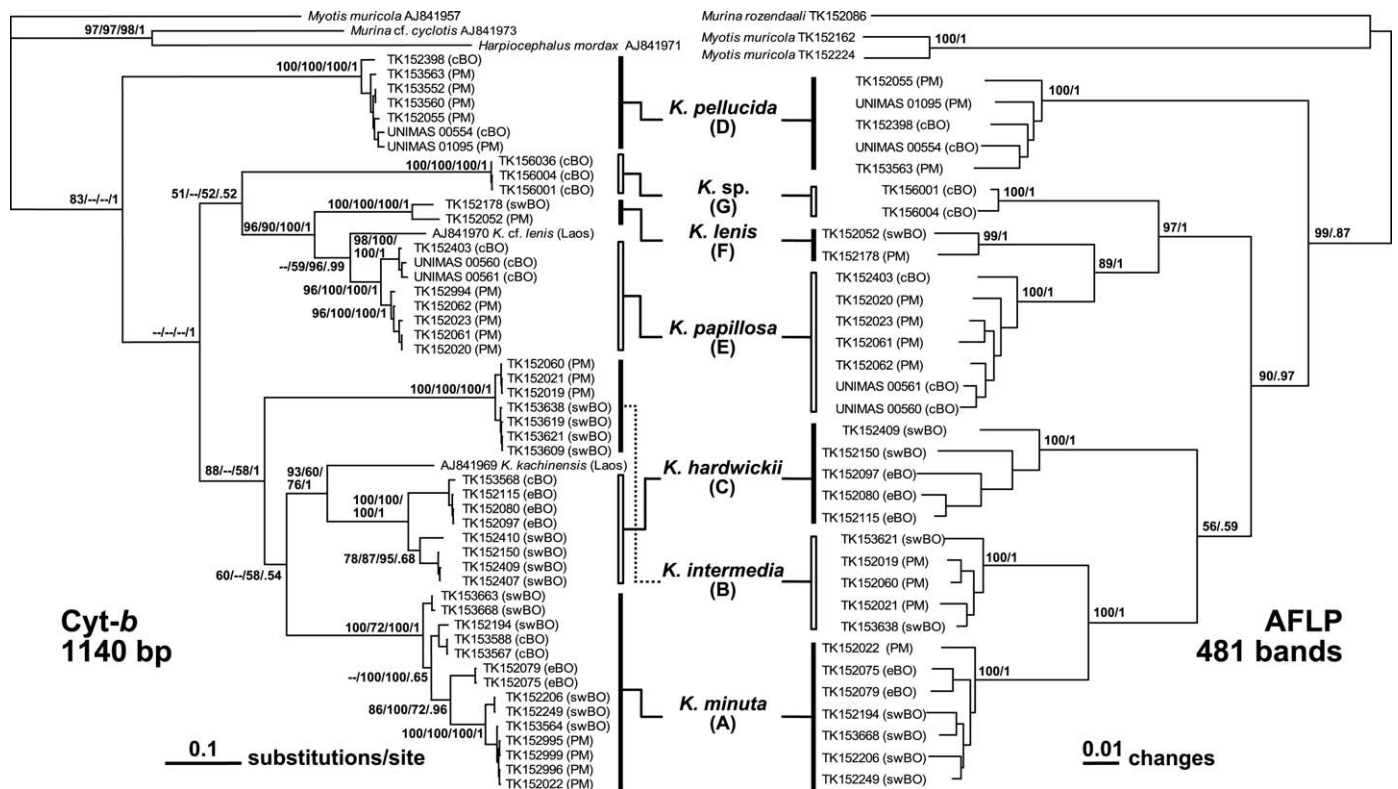 Myotis muricola AJ841957
Murina cf. cyclotis AJ841973
97/97/98/1
Harpiocephalus mordax AJ841971
TK152398 (cBO)
100/100/100/1
TK153563 (PM)
TK153552 (PM)
TK153560 (PM)
TK152055 (PM)
UNIMAS 00554 (cBO)
UNIMAS 01095 (PM)
TK156036 (cBO)
100/100/100/1
TK156004 (cBO)
TK156001 (cBO)
83/--/--/1
51/--/52/.52
TK152178 (swBO)
100/100/100/1
TK152052 (PM)
96/90/100/1
AJ841970 K. cf. lenis (Laos)
98/100/
100/1
TK152403 (cBO)
UNIMAS 00560 (cBO)
--/59/96/.99
UNIMAS 00561 (cBO)
96/100/100/1
TK152994 (PM)
TK152062 (PM)
96/100/100/1
TK152023 (PM)
TK152061 (PM)
TK152020 (PM)
--/--/--/1
TK152060 (PM)
TK152021 (PM)
100/100/100/1
TK152019 (PM)
TK153638 (swBO)
TK153619 (swBO)
TK153621 (swBO)
TK153609 (swBO)
88/--/58/1
93/60/
76/1
AJ841969 K. kachinensis (Laos)
TK153568 (cBO)
100/100/
100/1
TK152115 (eBO)
TK152080 (eBO)
TK152097 (eBO)
TK152410 (swBO)
78/87/95/.68
TK152150 (swBO)
TK152409 (swBO)
TK152407 (swBO)
60/--/58/.54
TK153663 (swBO)
TK153668 (swBO)
100/72/100/1
TK152194 (swBO)
TK153588 (cBO)
TK153567 (cBO)
--/100/100/.65
TK152079 (eBO)
TK152075 (eBO)
86/100/72/.96
TK152206 (swBO)
TK152249 (swBO)
100/100/100/1
TK153564 (swBO)
TK152995 (PM)
TK152999 (PM)
TK152996 (PM)
TK152022 (PM)
Cyt-b
1140 bp
0.1 substitutions/site
K. pellucida
(D)
K. sp.
(G)
K. lenis
(F)
K. papillosa
(E)
K. hardwickii
(C)
K. intermedia
(B)
K. minuta
(A)
Murina rozendaali TK152086
Myotis muricola TK152162
100/1
Myotis muricola TK152224
TK152055 (PM)
100/1
UNIMAS 01095 (PM)
TK152398 (cBO)
UNIMAS 00554 (cBO)
TK153563 (PM)
TK156001 (cBO)
100/1
TK156004 (cBO)
97/1
99/.87
TK152052 (swBO)
99/1
TK152178 (PM)
89/1
TK152403 (cBO)
100/1
TK152020 (PM)
TK152023 (PM)
TK152061 (PM)
TK152062 (PM)
UNIMAS 00561 (cBO)
UNIMAS 00560 (cBO)
90/.97
TK152409 (swBO)
100/1
TK152150 (swBO)
TK152097 (eBO)
TK152080 (eBO)
TK152115 (eBO)
56/.59
TK153621 (swBO)
100/1
TK152019 (PM)
TK152060 (PM)
TK152021 (PM)
TK153638 (swBO)
100/1
TK152022 (PM)
100/1
TK152075 (eBO)
TK152079 (eBO)
TK152194 (swBO)
TK153668 (swBO)
TK152206 (swBO)
TK152249 (swBO)
AFLP
481 bands
0.01 changes